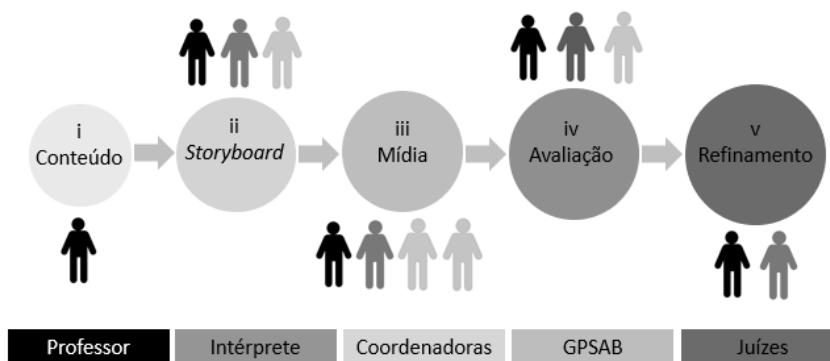 i
Conteúdo
ii
Storyboard
iii
Mídia
iv
Avaliação
v
Refinamento
Professor
Intérprete
Coordenadoras
GPSAB
Juízes